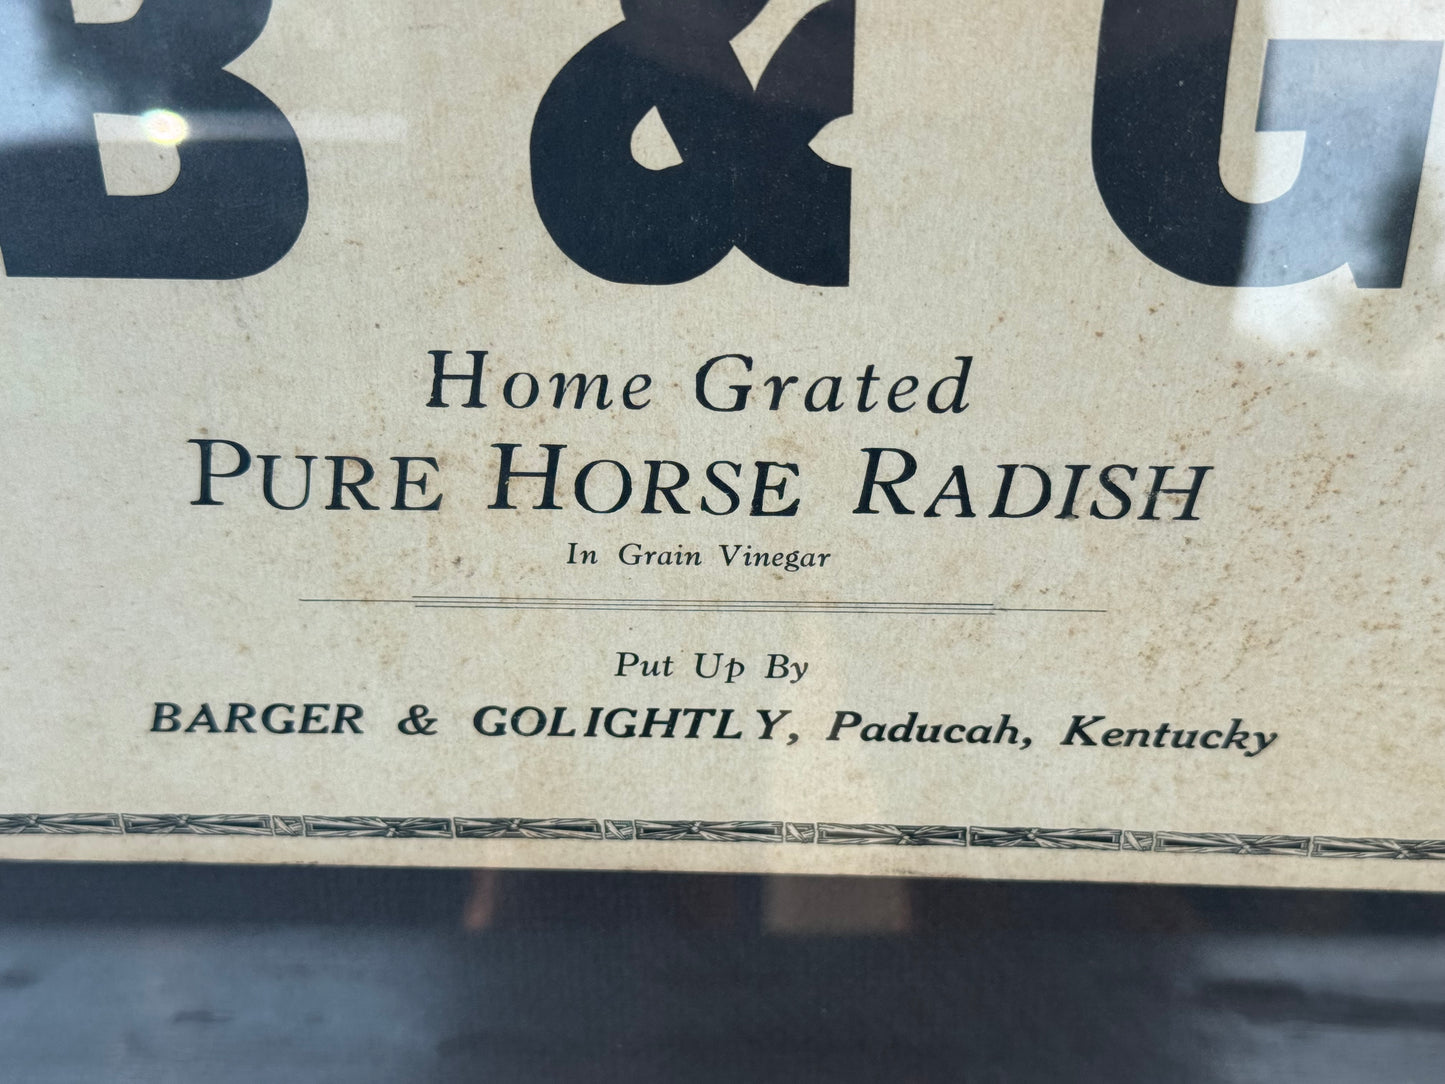 B & G
Home Grated
PURE HORSE RADISH
In Grain Vinegar
Put Up By
BARGER & GOLIGHTLY, Paducah, Kentucky